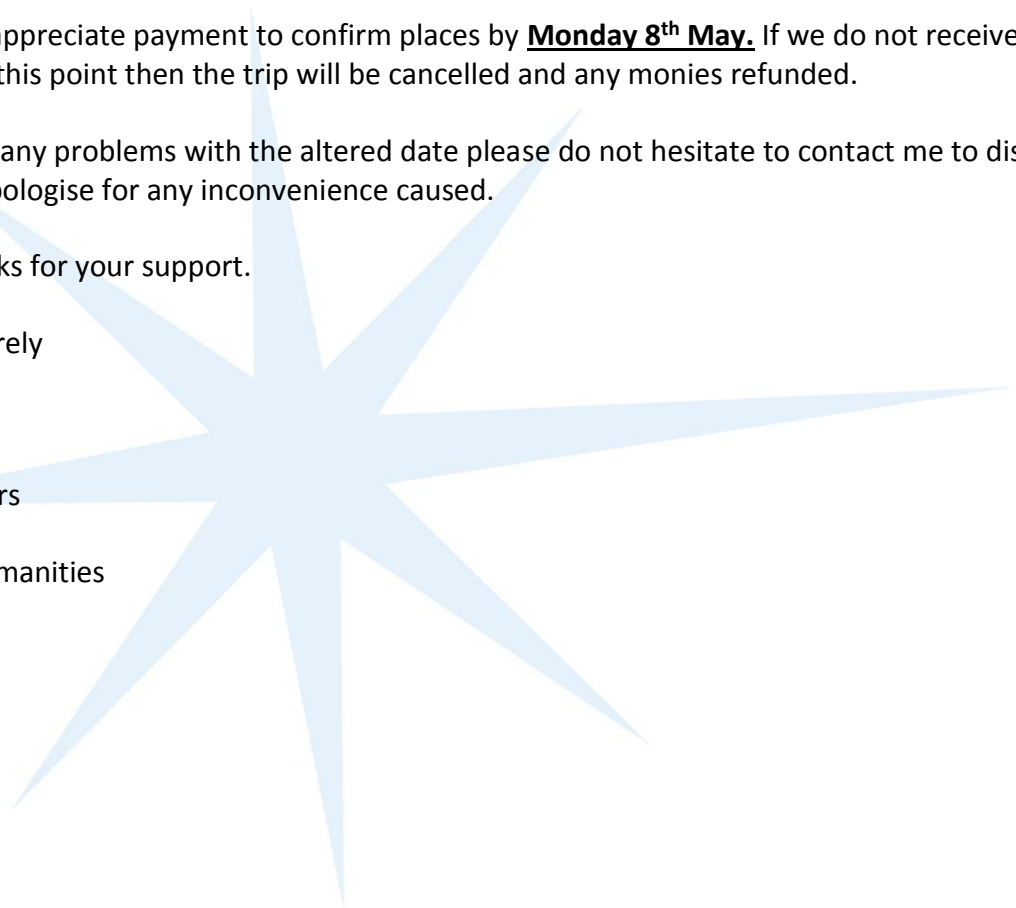 appreciate payment to confirm places by Monday 8th May. If we do not receive
this point then the trip will be cancelled and any monies refunded.
any problems with the altered date please do not hesitate to contact me to dis
ologise for any inconvenience caused.
ks for your support.
rely
rs
manities